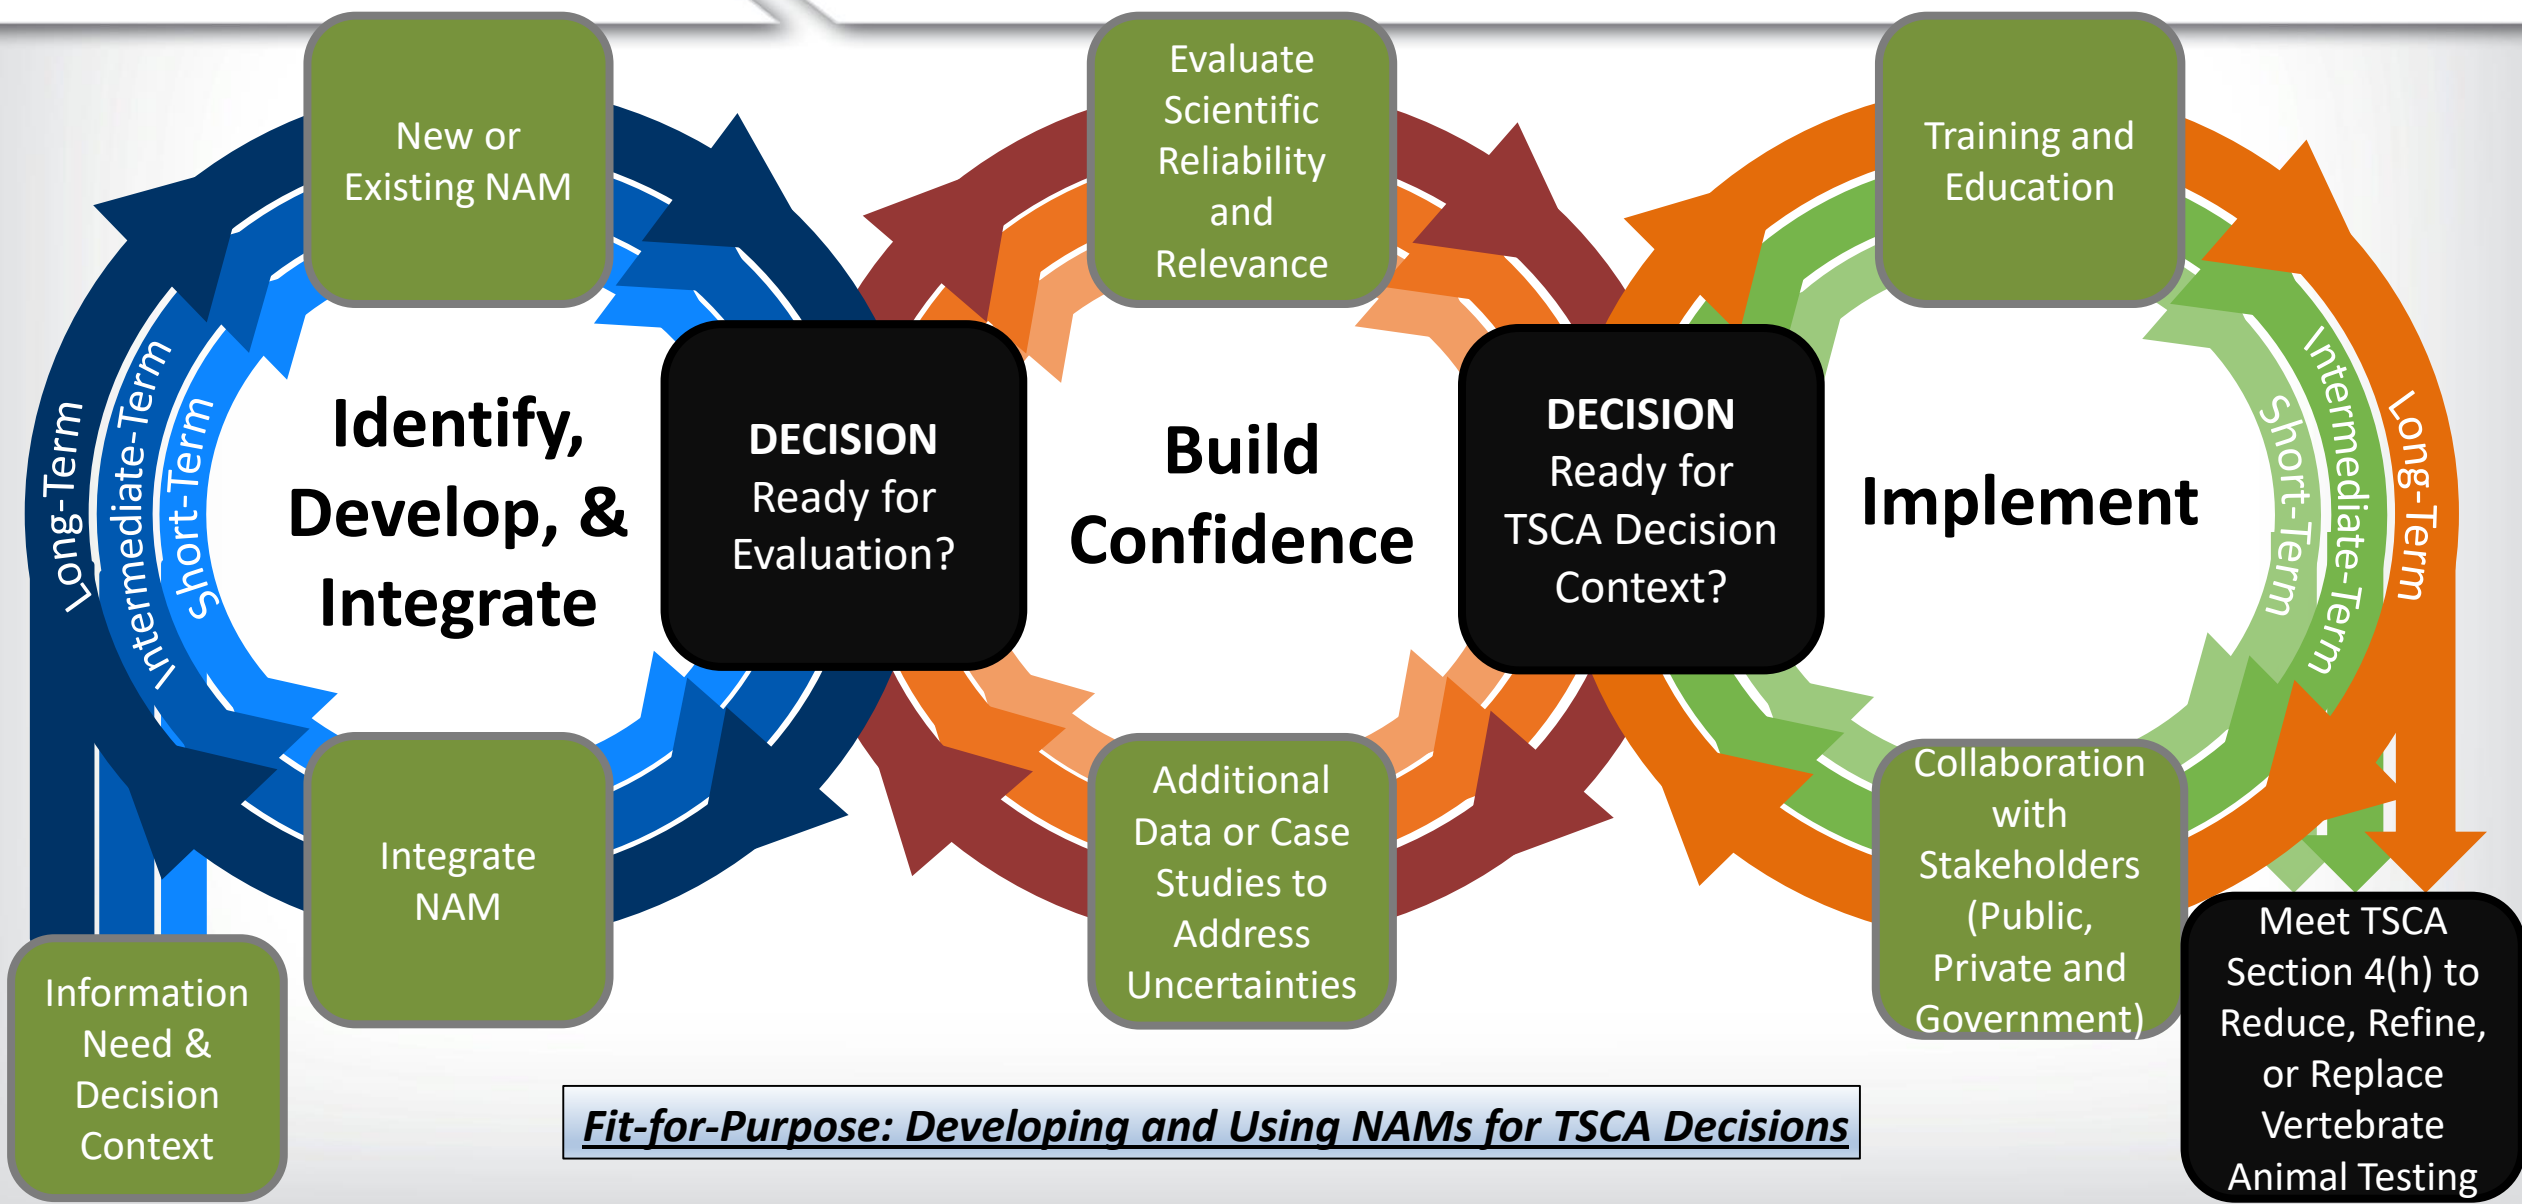 New or
Existing NAM
Long-Term
Intermediate-Term
Short-Term
Identify,
Develop, &
Integrate
Integrate
NAM
Information
Need &
Decision
Context
DECISION
Ready for
Evaluation?
Evaluate
Scientific
Reliability
and
Relevance
Build
Confidence
Additional
Data or Case
Studies to
Address
Uncertainties
DECISION
Ready for
TSCA Decision
Context?
Training and
Education
Implement
Short-Term
Intermediate-Term
Long-Term
Collaboration
with
Stakeholders
(Public,
Private and
Government)
Meet TSCA
Section 4(h) to
Reduce, Refine,
or Replace
Vertebrate
Animal Testing
Fit-for-Purpose: Developing and Using NAMs for TSCA Decisions